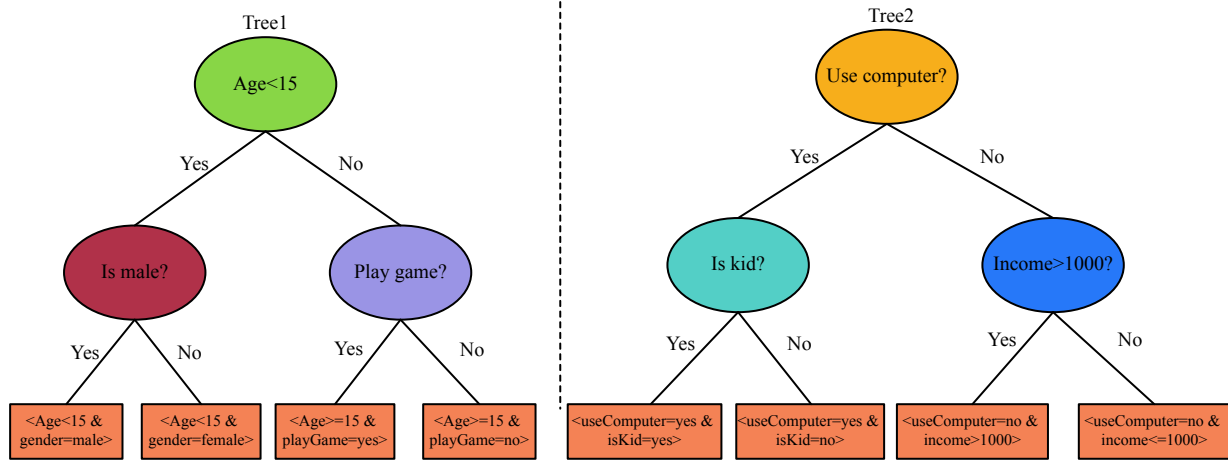 Tree1
Age<15
Yes
No
Is male?
Play game?
Yes
No
Yes
No
<Age<15 &
gender=male>
<Age<15 &
gender=female>
<Age>=15 &
playGame=yes>
<Age>=15 &
playGame=no>
Tree2
Use computer?
Yes
No
Is kid?
Income>1000?
Yes
No
Yes
No
<useComputer=yes &
isKid=yes>
<useComputer=yes &
isKid=no>
<useComputer=no &
income>1000>
<useComputer=no &
income<=1000>